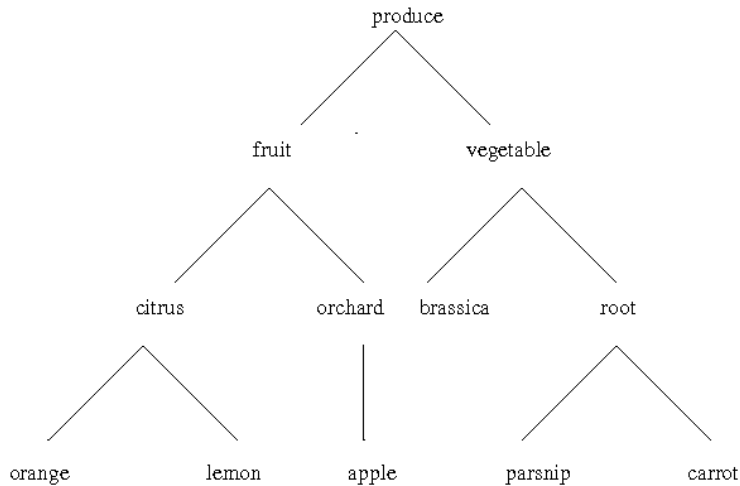 produce
fruit vegetable
citrus orchard brassica root
orange lemon apple parsnip carrot